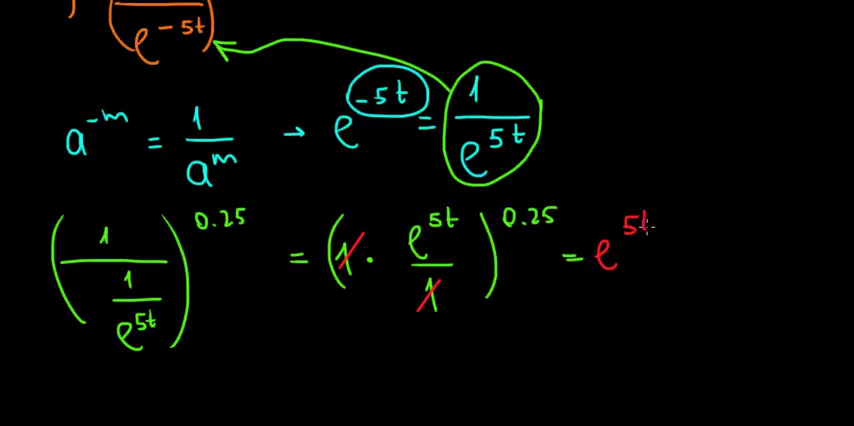 ) ( / e^{-5t} )
a^{-m} = 1/a^m → e^{-5t} = 1/e^{5t}
(1/(1/e^{5t}))^{0.25} = (1 · e^{5t}/1)^{0.25} = e^{5t}